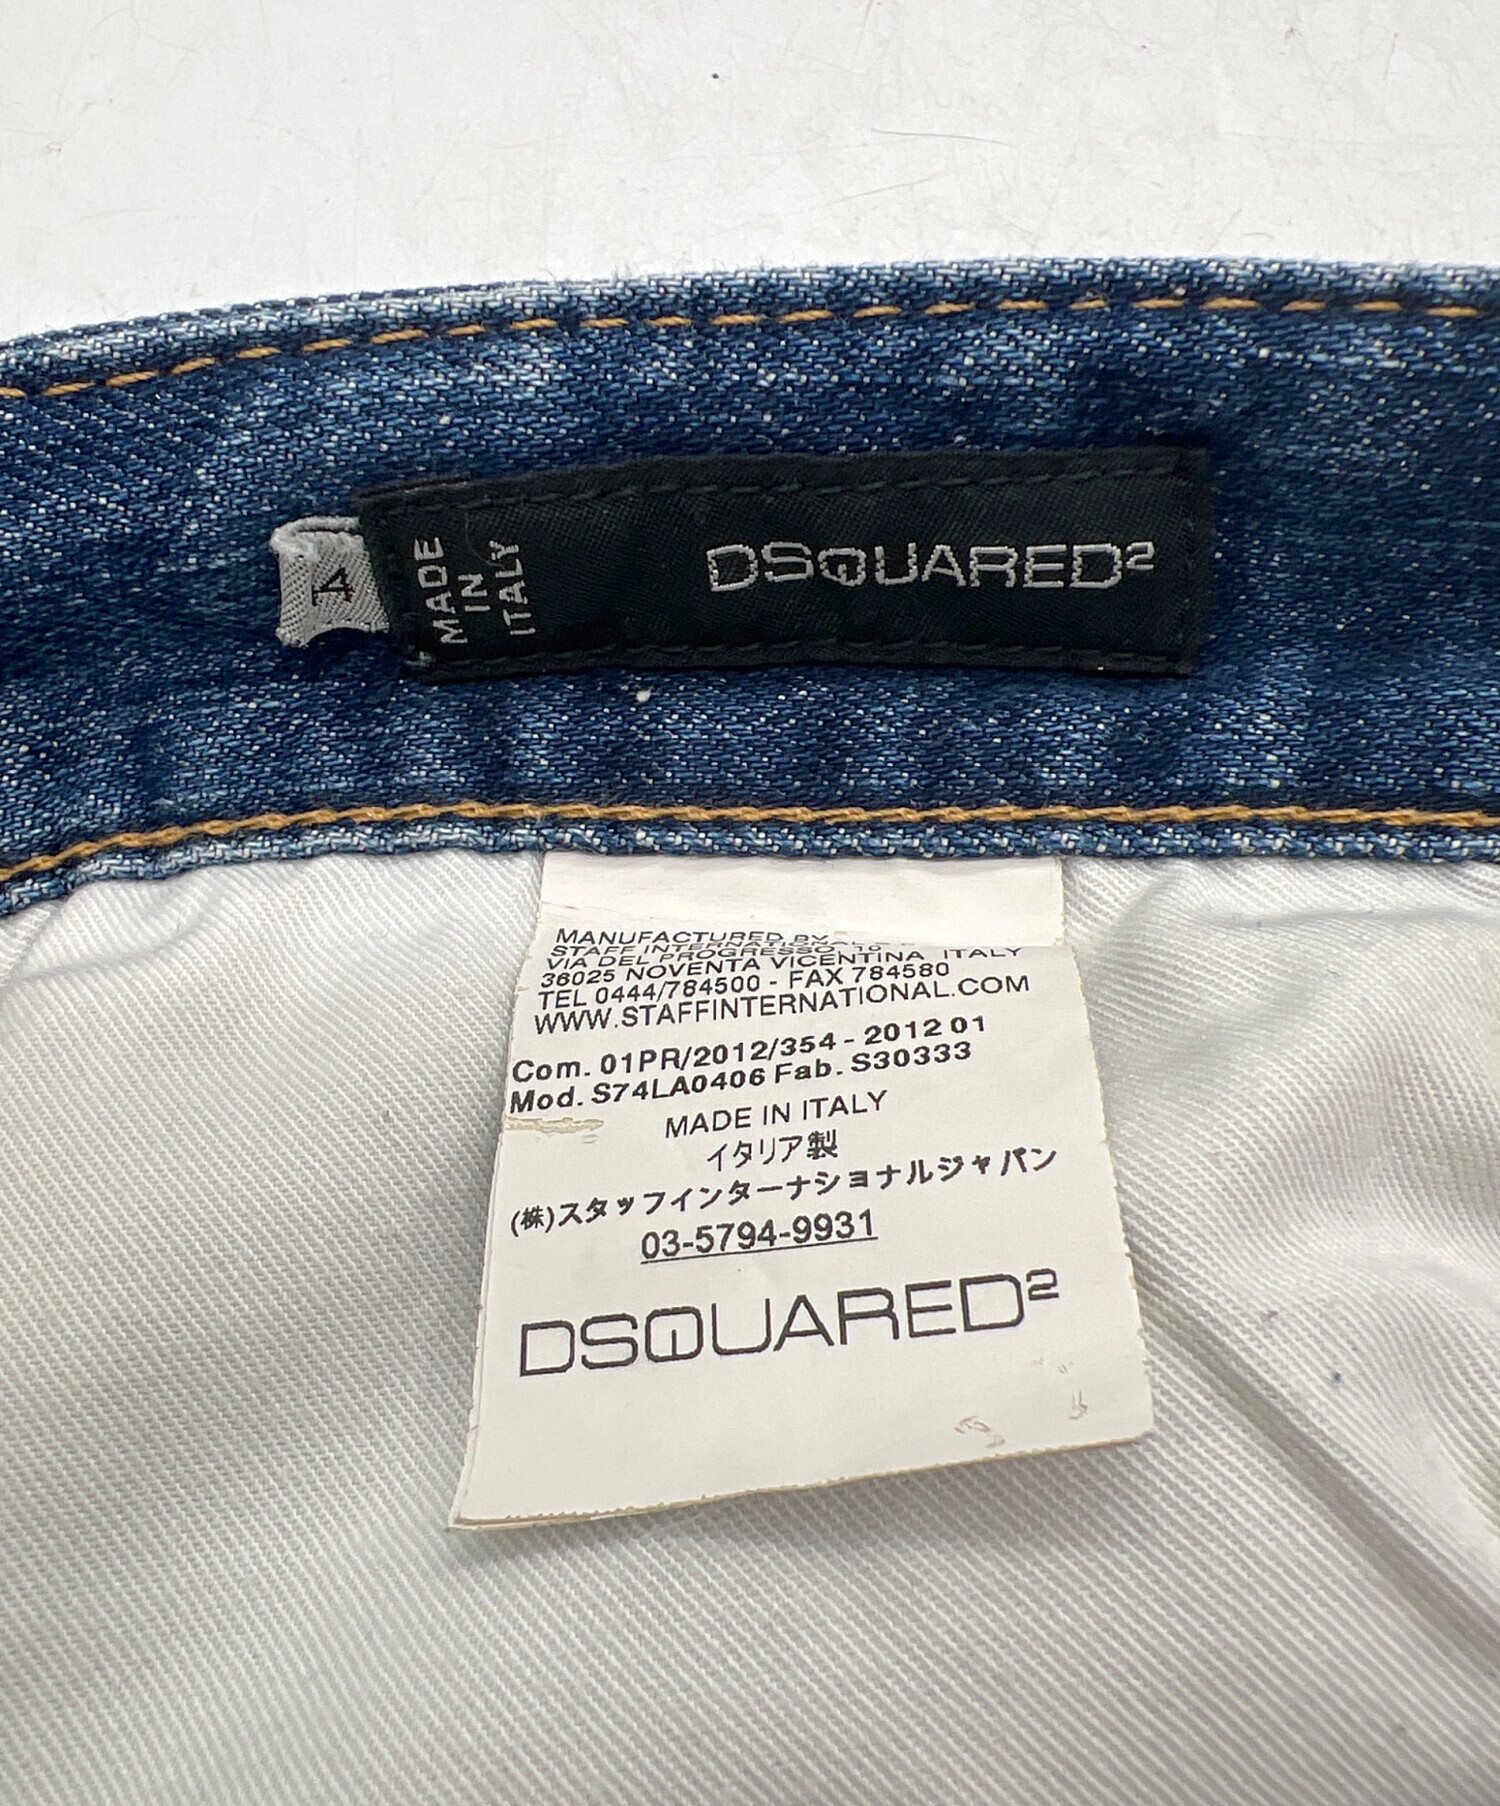 MADE
IN
ITALY
DSQUARED2
MANUFACTURED BY
STAFF INTERNATIONAL
VIA DEL PROGRESSO, 10
36025 NOVENTA VICENTINA ITALY
TEL 0444/784500 - FAX 784580
WWW.STAFFINTERNATIONAL.COM
Com. 01PR/2012/354 - 2012 01
Mod. S74LA0406 Fab. S30333
MADE IN ITALY
イタリア製
(株)スタッフインターナショナルジャパン
03-5794-9931
DSQUARED2